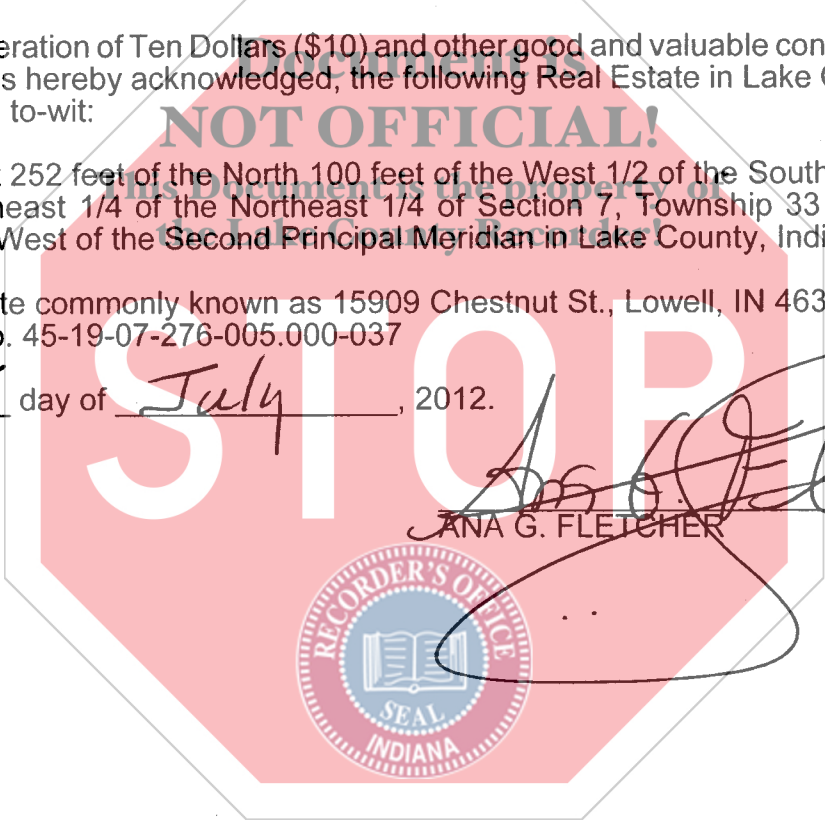 eration of Ten Dollars ($10) and other good and valuable con
Document is
s hereby acknowledged, the following Real Estate in Lake
to-wit:
NOT OFFICIAL!
252 feet of the North 100 feet of the West 1/2 of the South
This Document is the property of
east 1/4 of the Northeast 1/4 of Section 7, Township 33
the Lake County Recorder!
West of the Second Principal Meridian in Lake County, Indi
te commonly known as 15909 Chestnut St., Lowell, IN 463
. 45-19-07-276-005.000-037
day of July, 2012.
STOP
ANA G. FLETCHER
RECORDER'S OFFICE
SEAL
INDIANA